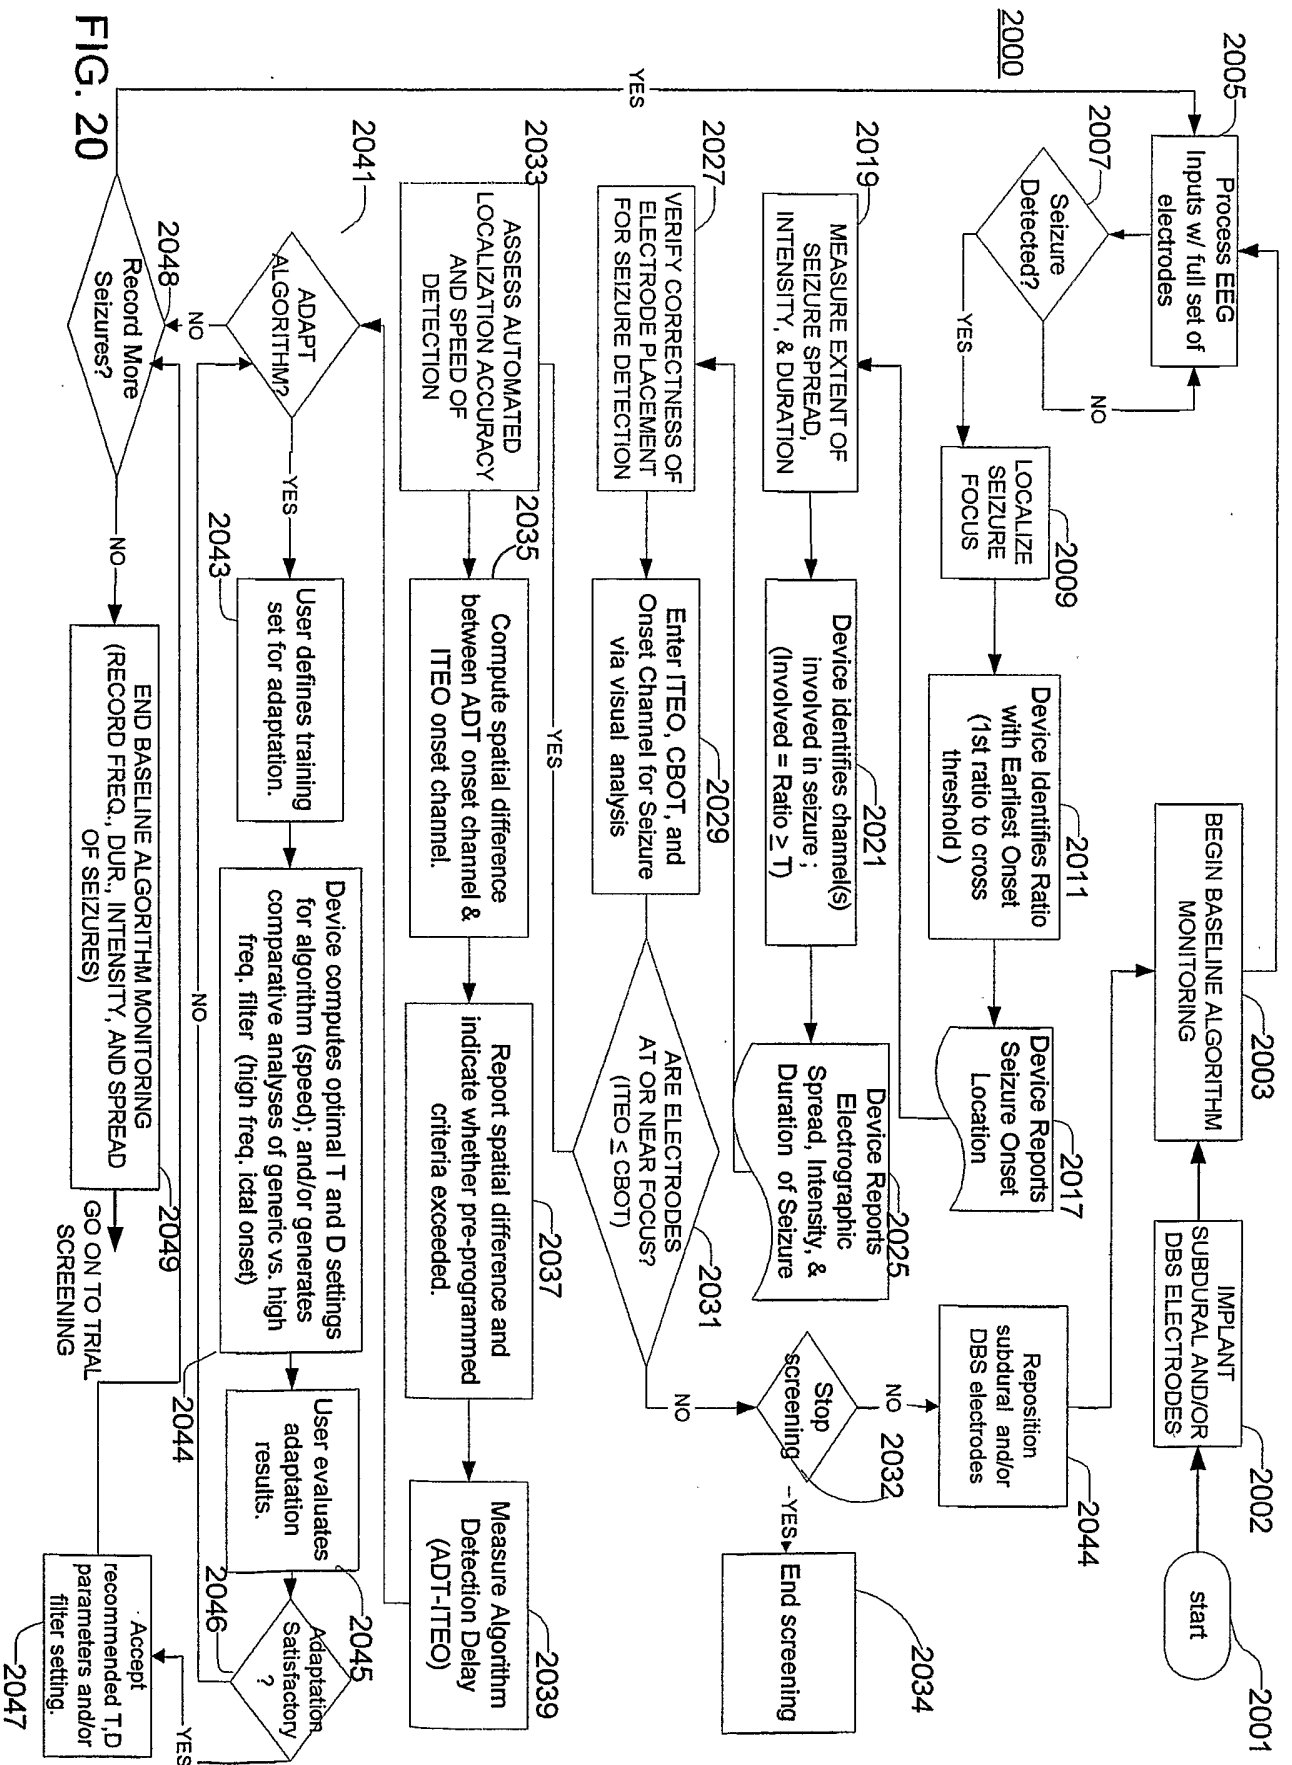 2000
start
2001
IMPLANT
SUBDURAL AND/OR
DBS ELECTRODES
2002
BEGIN BASELINE ALGORITHM
MONITORING
2003
2005
Process EEG
Inputs w/ full set of
electrodes
2007
Seizure
Detected?
NO
YES
LOCALIZE
SEIZURE
FOCUS
2009
Device Identifies Ratio
with Earliest Onset
(1st ratio to cross
threshold )
2011
Device Reports
Seizure Onset
Location
2017
Reposition
subdural and/or
DBS electrodes
2044
2019
MEASURE EXTENT OF
SEIZURE SPREAD,
INTENSITY, & DURATION
Device identifies channel(s)
involved in seizure ;
(Involved = Ratio ≥ T)
2021
Device Reports
Electrographic
Spread, Intensity, &
Duration of Seizure
2025
Stop
screening
2032
NO
YES
End screening
2034
2027
VERIFY CORRECTNESS OF
ELECTRODE PLACEMENT
FOR SEIZURE DETECTION
Enter ITEO, CBOT, and
Onset Channel for Seizure
via visual analysis
2029
ARE ELECTRODES
AT OR NEAR FOCUS?
(ITEO ≤ CBOT)
2031
NO
YES
YES
2033
ASSESS AUTOMATED
LOCALIZATION ACCURACY
AND SPEED OF
DETECTION
2035
Compute spatial difference
between ADT onset channel &
ITEO onset channel.
Report spatial difference and
indicate whether pre-programmed
criteria exceeded.
2037
Measure Algorithm
Detection Delay
(ADT-ITEO)
2039
2041
ADAPT
ALGORITHM?
YES
NO
User defines training
set for adaptation.
2043
Device computes optimal T and D settings
for algorithm (speed); and/or generates
comparative analyses of generic vs. high
freq. filter (high freq. ictal onset)
2044
User evaluates
adaptation
results.
2045
Adaptation
Satisfactory
?
2046
NO
YES
2048
Record More
Seizures?
NO
END BASELINE ALGORITHM MONITORING
(RECORD FREQ., DUR., INTENSITY, AND SPREAD
OF SEIZURES)
2049
GO ON TO TRIAL
SCREENING
Accept
recommended T,D
parameters and/or
filter setting.
2047
FIG. 20